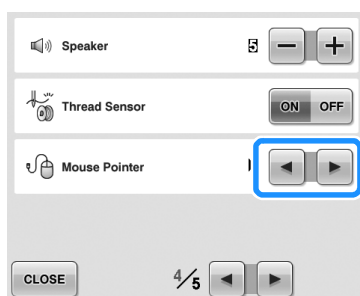 Speaker 5 − +
Thread Sensor ON OFF
Mouse Pointer
CLOSE 4/5